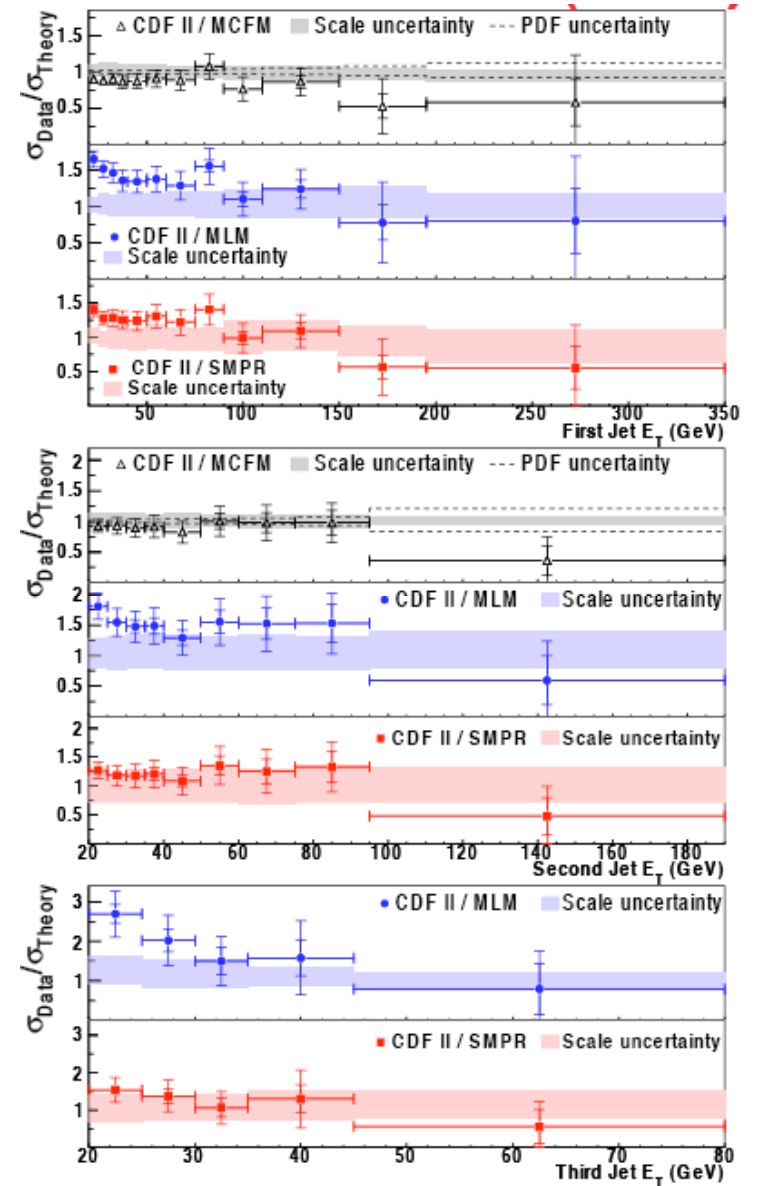 △ CDF II / MCFM Scale uncertainty --- PDF uncertainty
1.5
1
0.5
σData/σTheory
1.5
1
0.5
● CDF II / MLM
Scale uncertainty
1.5
1
0.5
■ CDF II / SMPR
Scale uncertainty
50 100 150 200 250 300 350
First Jet ET (GeV)
2
△ CDF II / MCFM Scale uncertainty --- PDF uncertainty
1.5
1
0.5
σData/σTheory
2
● CDF II / MLM Scale uncertainty
1.5
1
0.5
2
■ CDF II / SMPR Scale uncertainty
1.5
1
0.5
20 40 60 80 100 120 140 160 180
Second Jet ET (GeV)
3
● CDF II / MLM Scale uncertainty
2
1
σData/σTheory
3
■ CDF II / SMPR Scale uncertainty
2
1
20 30 40 50 60 70 80
Third Jet ET (GeV)